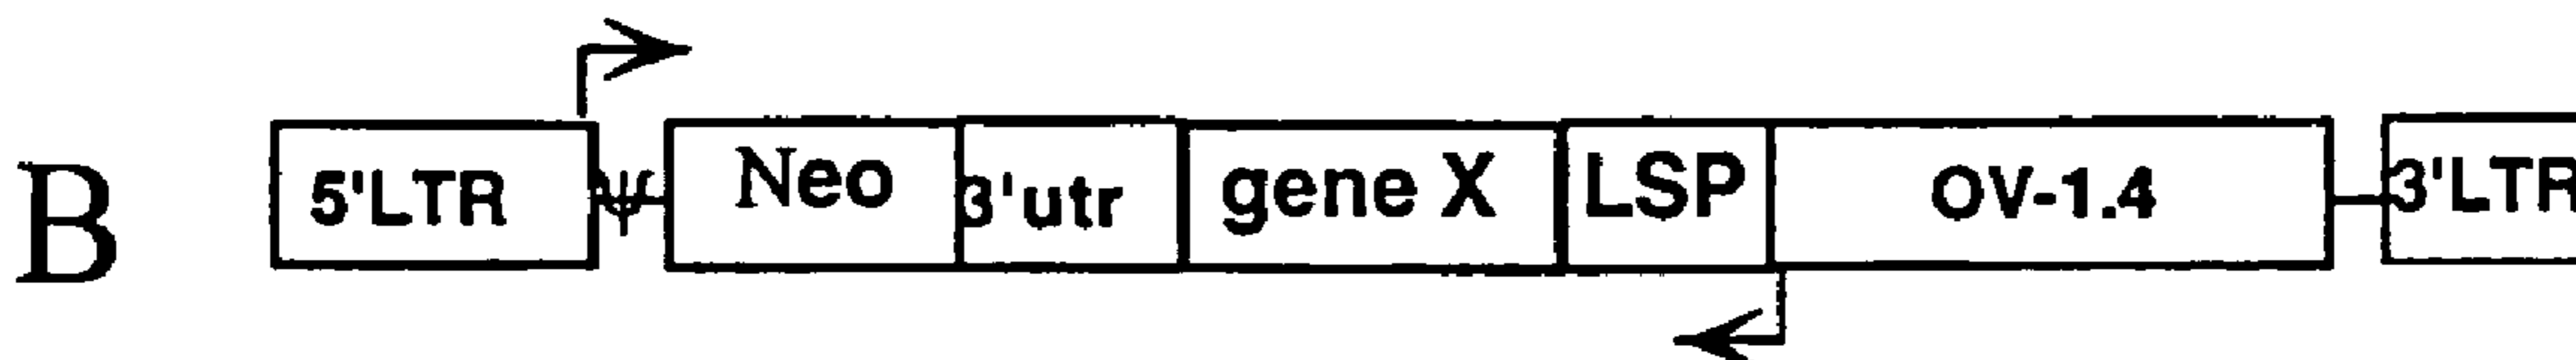 B 5'LTR ψ Neo 3'utr gene X LSP OV-1.4 3'LTR